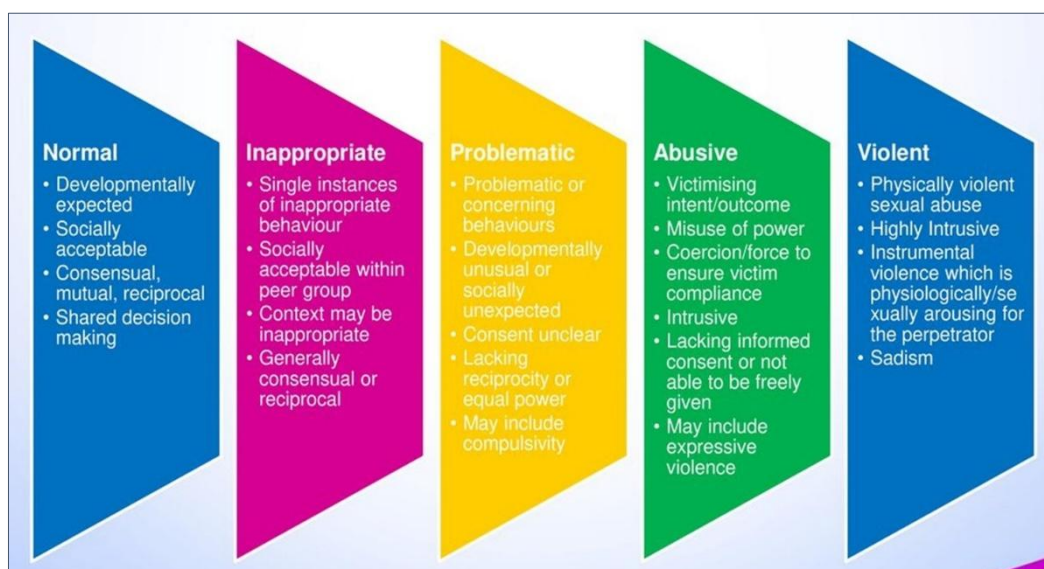 Normal
• Developmentally
expected
• Socially
acceptable
• Consensual,
mutual, reciprocal
• Shared decision
making
Inappropriate
• Single instances
of inappropriate
behaviour
• Socially
acceptable within
peer group
• Context may be
inappropriate
• Generally
consensual or
reciprocal
Problematic
• Problematic or
concerning
behaviours
• Developmentally
unusual or
socially
unexpected
• Consent unclear
• Lacking
reciprocity or
equal power
• May include
compulsivity
Abusive
• Victimising
intent/outcome
• Misuse of power
• Coercion/force to
ensure victim
compliance
• Intrusive
• Lacking informed
consent or not
able to be freely
given
• May include
expressive
violence
Violent
• Physically violent
sexual abuse
• Highly Intrusive
• Instrumental
violence which is
physiologically/se
xually arousing for
the perpetrator
• Sadism